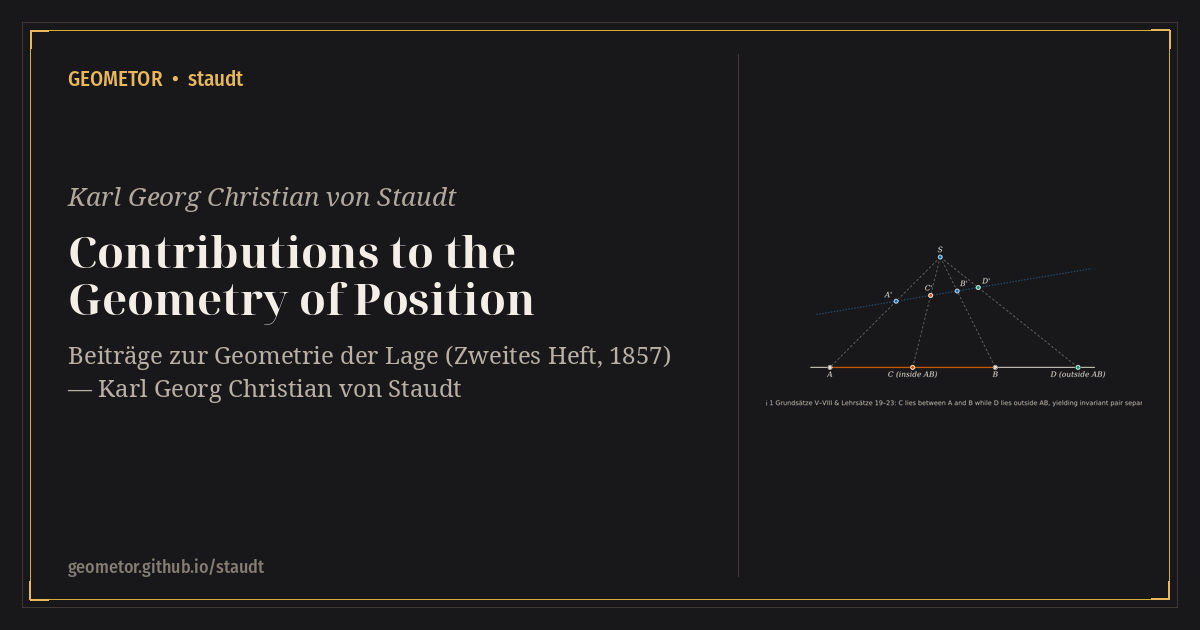 GEOMETOR • staudt
Karl Georg Christian von Staudt
Contributions to the
Geometry of Position
Beiträge zur Geometrie der Lage (Zweites Heft, 1857)
— Karl Georg Christian von Staudt
geometor.github.io/staudt
S
A' C' B' D'
A C (inside AB) B D (outside AB)
1 Grundsätze V–VIII & Lehrsätze 19–23: C lies between A and B while D lies outside AB, yielding invariant pair